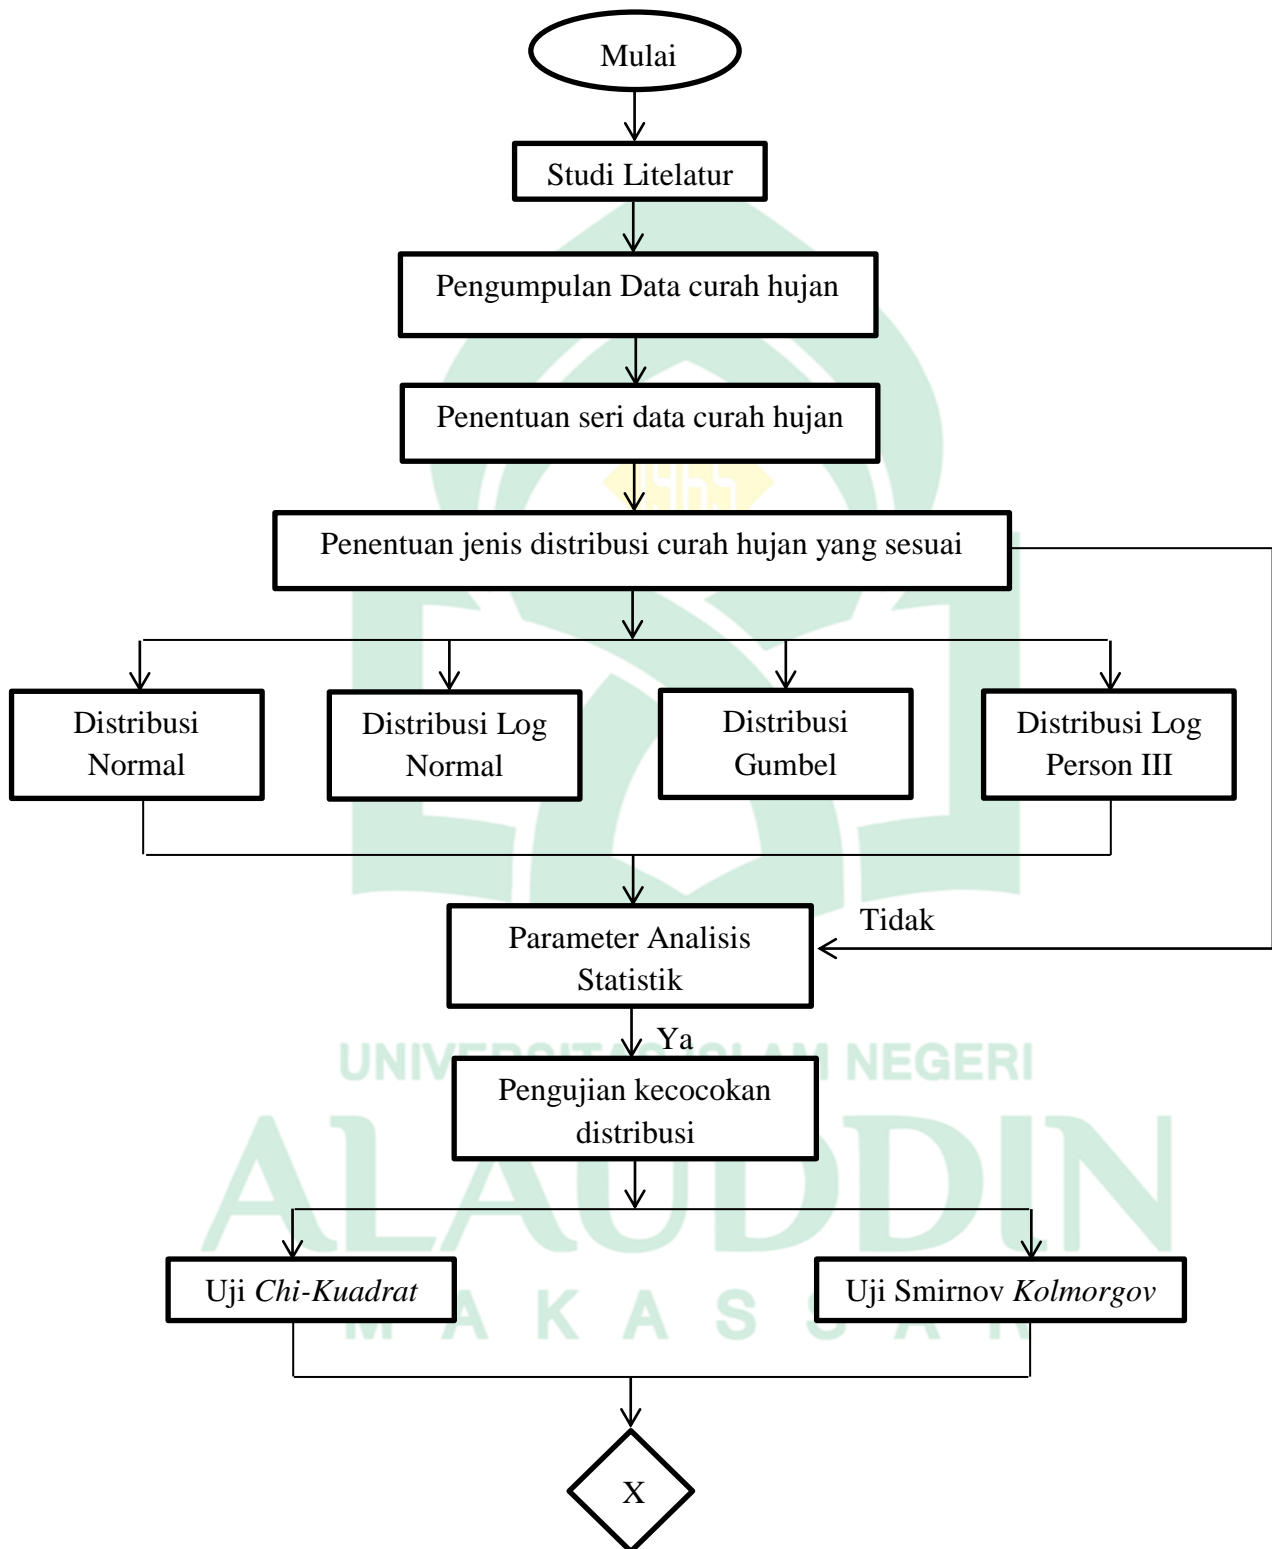 Mulai
Studi Litelatur
Pengumpulan Data curah hujan
Penentuan seri data curah hujan
1965
Penentuan jenis distribusi curah hujan yang sesuai
Distribusi
Normal
Distribusi Log
Normal
Distribusi
Gumbel
Distribusi Log
Person III
Tidak
Parameter Analisis
Statistik
Ya
UNIVERSITAS ISLAM NEGERI
Pengujian kecocokan
distribusi
ALAUDDIN
Uji Chi-Kuadrat
Uji Smirnov Kolmorgov
MAKASSAR
X